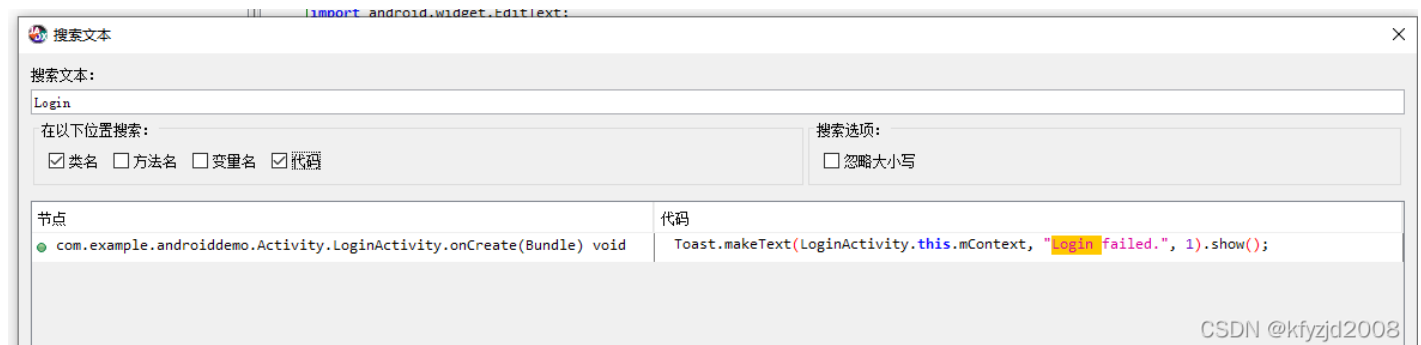 import android.widget.EditText;
搜索文本
搜索文本：
Login
在以下位置搜索： 搜索选项：
类名 方法名 变量名 代码 忽略大小写
节点 代码
com.example.androiddemo.Activity.LoginActivity.onCreate(Bundle) void Toast.makeText(LoginActivity.this.mContext, "Login failed.", 1).show();
CSDN @kfyzjd2008